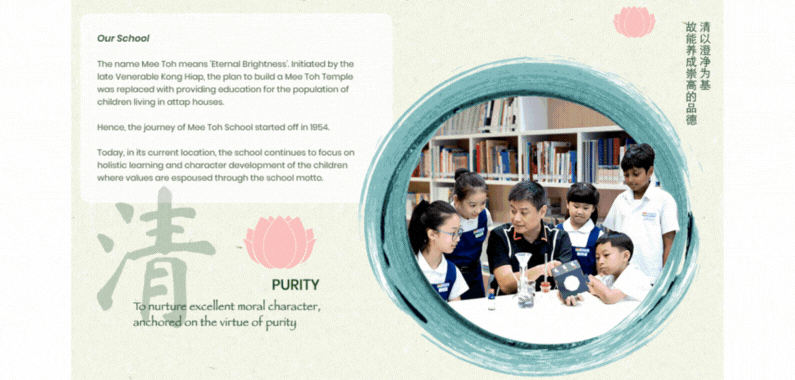 Our School
The name Mee Toh means 'Eternal Brightness'. Initiated by the
late Venerable Kong Hiap, the plan to build a Mee Toh Temple
was replaced with providing education for the population of
children living in attap houses.
Hence, the journey of Mee Toh School started off in 1954.
Today, in its current location, the school continues to focus on
holistic learning and character development of the children
where values are espoused through the school motto.
清
PURITY
To nurture excellent moral character,
anchored on the virtue of purity
清以澄净为基
故能养成崇高的品德